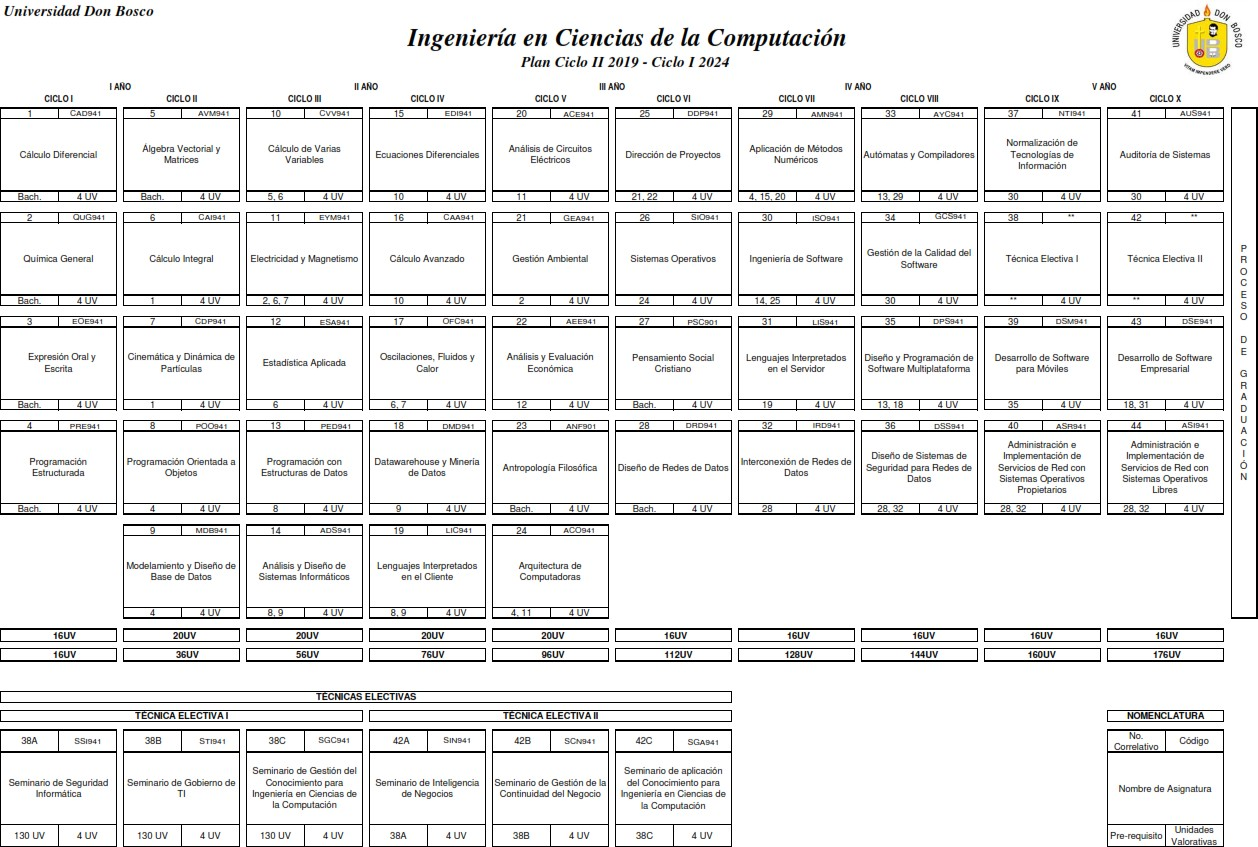 Universidad Don Bosco
Ingeniería en Ciencias de la Computación
Plan Ciclo II 2019 - Ciclo I 2024
UNIVERSIDAD DON BOSCO
VITAM IMPENDERE VERO
I AÑO II AÑO III AÑO IV AÑO V AÑO
CICLO I CICLO II CICLO III CICLO IV CICLO V CICLO VI CICLO VII CICLO VIII CICLO IX CICLO X
1 CAD941
Cálculo Diferencial
Bach. 4 UV
5 AVM941
Álgebra Vectorial y
Matrices
Bach. 4 UV
10 CVV941
Cálculo de Varias
Variables
5, 6 4 UV
15 EDI941
Ecuaciones Diferenciales
10 4 UV
20 ACE941
Análisis de Circuitos
Eléctricos
11 4 UV
25 DDP941
Dirección de Proyectos
21, 22 4 UV
29 AMN941
Aplicación de Métodos
Numéricos
4, 15, 20 4 UV
33 AYC941
Autómatas y Compiladores
13, 29 4 UV
37 NTI941
Normalización de
Tecnologías de
Información
30 4 UV
41 AUS941
Auditoría de Sistemas
30 4 UV
2 QUG941
Química General
Bach. 4 UV
6 CAI941
Cálculo Integral
1 4 UV
11 EYM941
Electricidad y Magnetismo
2, 6, 7 4 UV
16 CAA941
Cálculo Avanzado
10 4 UV
21 GEA941
Gestión Ambiental
2 4 UV
26 SIO941
Sistemas Operativos
24 4 UV
30 ISO941
Ingeniería de Software
14, 25 4 UV
34 GCS941
Gestión de la Calidad del
Software
30 4 UV
38 **
Técnica Electiva I
** 4 UV
42 **
Técnica Electiva II
** 4 UV
3 EOE941
Expresión Oral y
Escrita
Bach. 4 UV
7 CDP941
Cinemática y Dinámica de
Partículas
1 4 UV
12 ESA941
Estadística Aplicada
6 4 UV
17 OFC941
Oscilaciones, Fluidos y
Calor
6, 7 4 UV
22 AEE941
Análisis y Evaluación
Económica
12 4 UV
27 PSC901
Pensamiento Social
Cristiano
Bach. 4 UV
31 LIS941
Lenguajes Interpretados
en el Servidor
19 4 UV
35 DPS941
Diseño y Programación de
Software Multiplataforma
13, 18 4 UV
39 DSM941
Desarrollo de Software
para Móviles
35 4 UV
43 DSE941
Desarrollo de Software
Empresarial
18, 31 4 UV
4 PRE941
Programación
Estructurada
Bach. 4 UV
8 POO941
Programación Orientada a
Objetos
4 4 UV
13 PED941
Programación con
Estructuras de Datos
8 4 UV
18 DMD941
Datawarehouse y Minería
de Datos
9 4 UV
23 ANF901
Antropología Filosófica
Bach. 4 UV
28 DRD941
Diseño de Redes de Datos
Bach. 4 UV
32 IRD941
Interconexión de Redes de
Datos
28 4 UV
36 DSS941
Diseño de Sistemas de
Seguridad para Redes de
Datos
28, 32 4 UV
40 ASR941
Administración e
Implementación de
Servicios de Red con
Sistemas Operativos
Propietarios
28, 32 4 UV
44 ASI941
Administración e
Implementación de
Servicios de Red con
Sistemas Operativos
Libres
28, 32 4 UV
9 MDB941
Modelamiento y Diseño de
Base de Datos
4 4 UV
14 ADS941
Análisis y Diseño de
Sistemas Informáticos
8, 9 4 UV
19 LIC941
Lenguajes Interpretados
en el Cliente
8, 9 4 UV
24 ACO941
Arquitectura de
Computadoras
4, 11 4 UV
PROCESO DE GRADUACIÓN
16UV 20UV 20UV 20UV 20UV 16UV 16UV 16UV 16UV 16UV
16UV 36UV 56UV 76UV 96UV 112UV 128UV 144UV 160UV 176UV
TÉCNICAS ELECTIVAS
TÉCNICA ELECTIVA I TÉCNICA ELECTIVA II
38A SSI941
Seminario de Seguridad
Informática
130 UV 4 UV
38B STI941
Seminario de Gobierno de
TI
130 UV 4 UV
38C SGC941
Seminario de Gestión del
Conocimiento para
Ingeniería en Ciencias de
la Computación
130 UV 4 UV
42A SIN941
Seminario de Inteligencia
de Negocios
38A 4 UV
42B SCN941
Seminario de Gestión de la
Continuidad del Negocio
38B 4 UV
42C SGA941
Seminario de aplicación
del Conocimiento para
Ingeniería en Ciencias de
la Computación
38C 4 UV
NOMENCLATURA
No.
Correlativo
Código
Nombre de Asignatura
Pre-requisito
Unidades
Valorativas